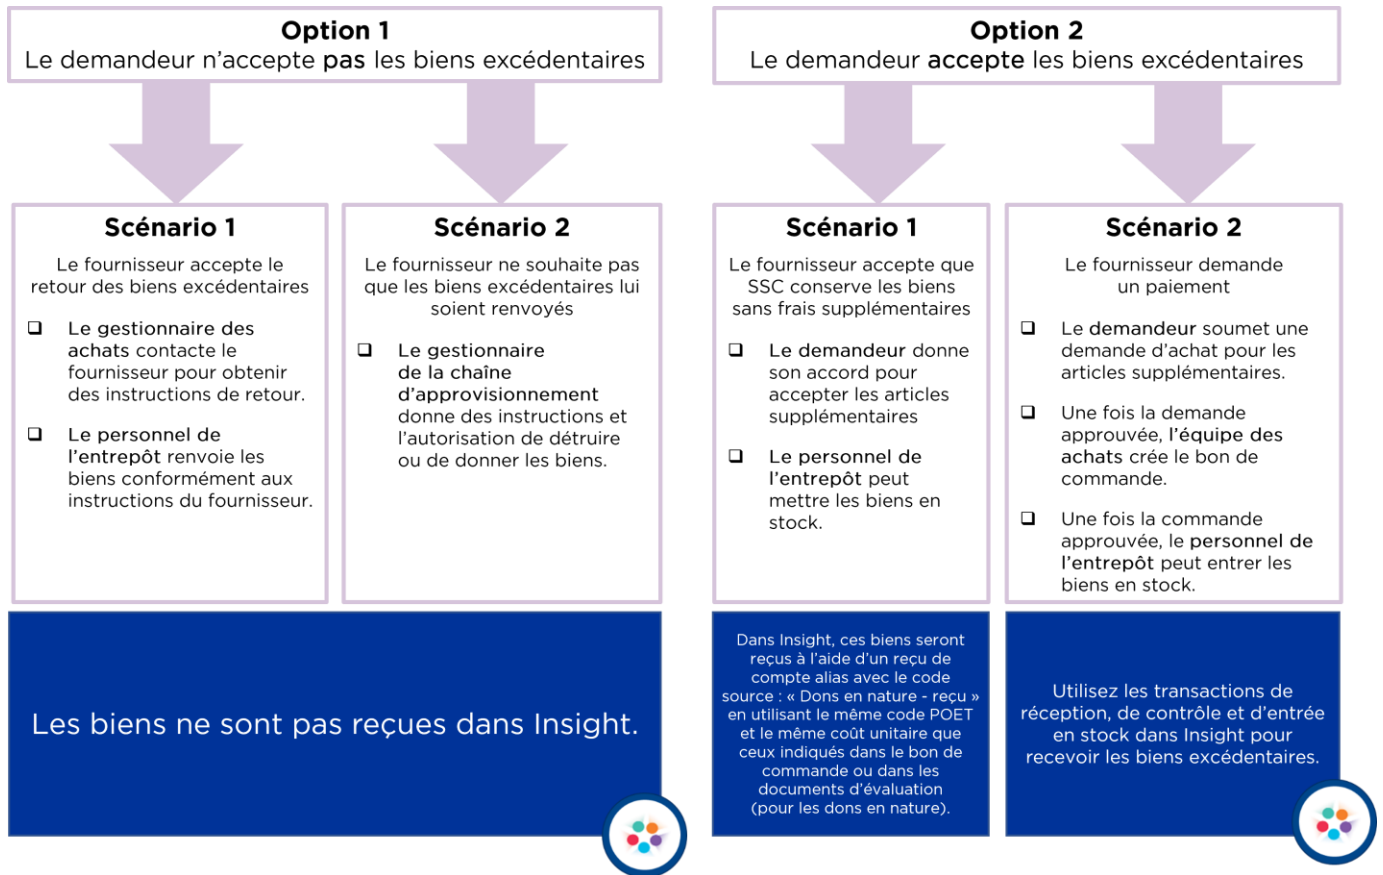 Option 1
Le demandeur n'accepte pas les biens excédentaires
Scénario 1
Le fournisseur accepte le
retour des biens excédentaires
❑ Le gestionnaire des
achats contacte le
fournisseur pour obtenir
des instructions de retour.
❑ Le personnel de
l'entrepôt renvoie les
biens conformément aux
instructions du fournisseur.
Scénario 2
Le fournisseur ne souhaite pas
que les biens excédentaires lui
soient renvoyés
❑ Le gestionnaire
de la chaîne
d'approvisionnement
donne des instructions et
l'autorisation de détruire
ou de donner les biens.
Les biens ne sont pas reçues dans Insight.
Option 2
Le demandeur accepte les biens excédentaires
Scénario 1
Le fournisseur accepte que
SSC conserve les biens
sans frais supplémentaires
❑ Le demandeur donne
son accord pour
accepter les articles
supplémentaires
❑ Le personnel de
l'entrepôt peut
mettre les biens en
stock.
Dans Insight, ces biens seront
reçus à l'aide d'un reçu de
compte alias avec le code
source : « Dons en nature - reçu »
en utilisant le même code POET
et le même coût unitaire que
ceux indiqués dans le bon de
commande ou dans les
documents d'évaluation
(pour les dons en nature).
Scénario 2
Le fournisseur demande
un paiement
❑ Le demandeur soumet une
demande d'achat pour les
articles supplémentaires.
❑ Une fois la demande
approuvée, l'équipe des
achats crée le bon de
commande.
❑ Une fois la commande
approuvée, le personnel de
l'entrepôt peut entrer les
biens en stock.
Utilisez les transactions de
réception, de contrôle et d'entrée
en stock dans Insight pour
recevoir les biens excédentaires.